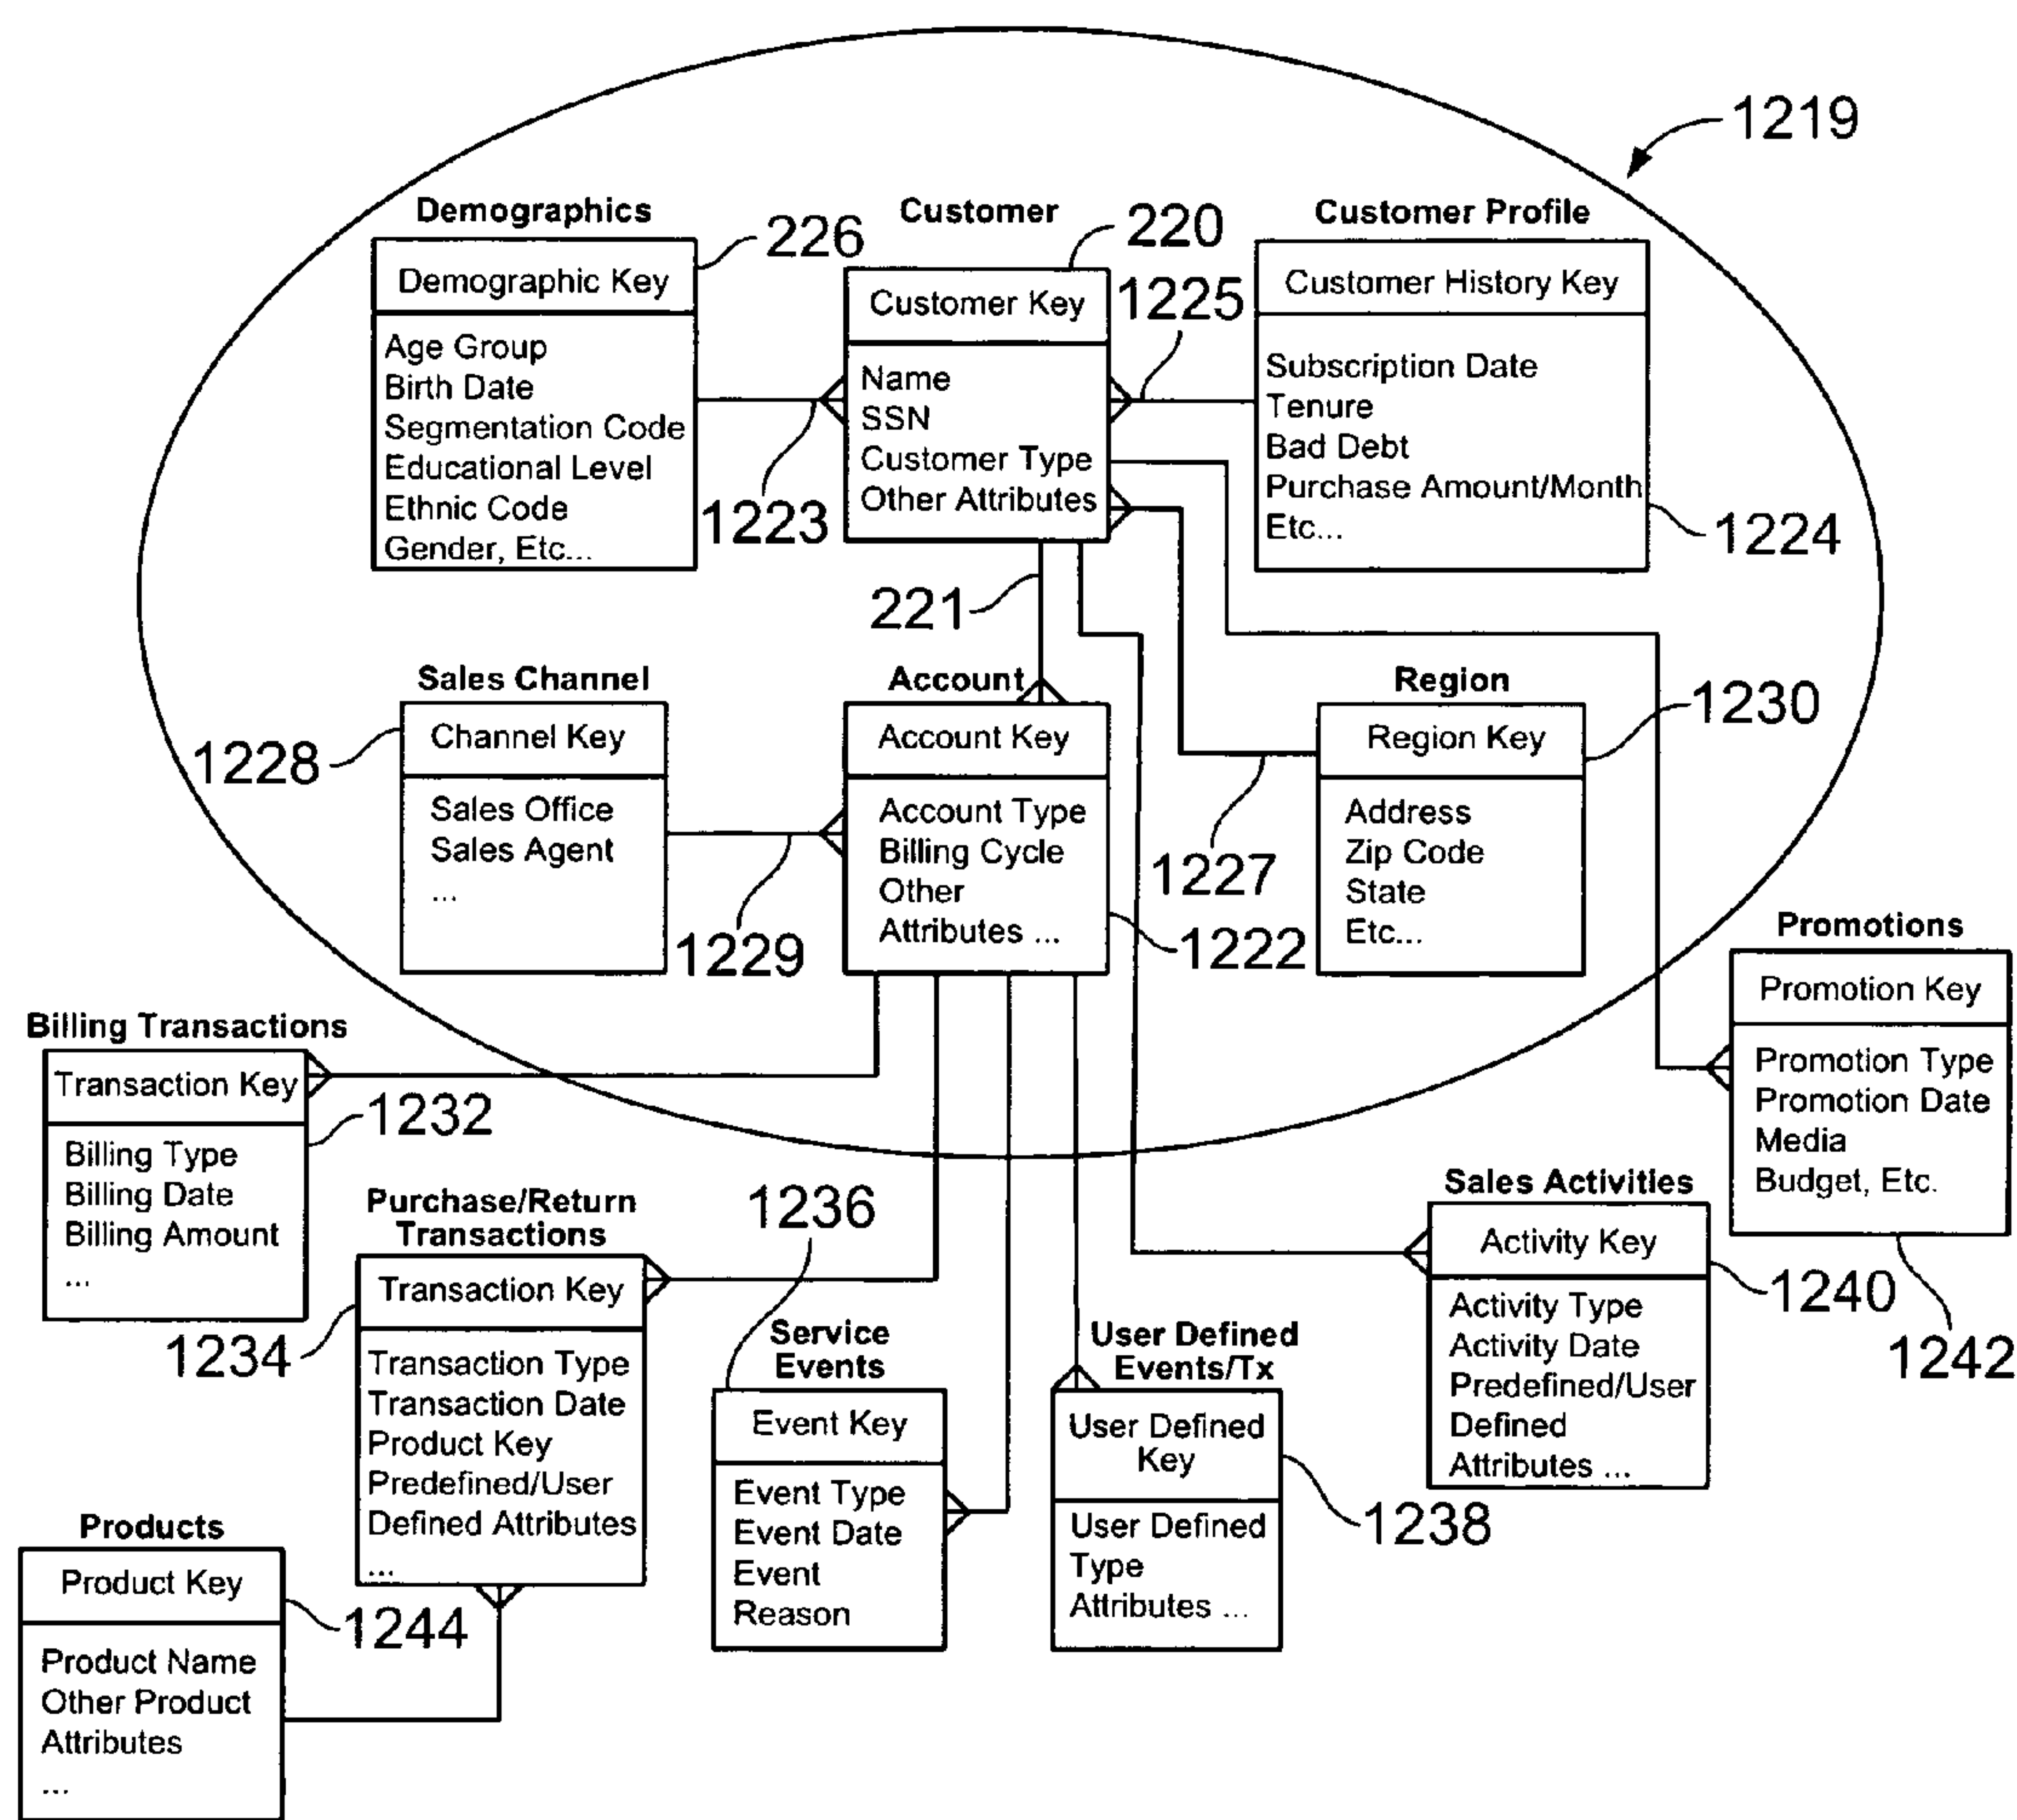 1219
Demographics
226
Demographic Key
Age Group
Birth Date
Segmentation Code
Educational Level
Ethnic Code
Gender, Etc...
1223
Customer
220
Customer Key
1225
Name
SSN
Customer Type
Other Attributes
221
Customer Profile
Customer History Key
Subscription Date
Tenure
Bad Debt
Purchase Amount/Month
Etc...
1224
Sales Channel
1228
Channel Key
Sales Office
Sales Agent
...
1229
Account
Account Key
Account Type
Billing Cycle
Other
Attributes ...
1222
1227
Region
1230
Region Key
Address
Zip Code
State
Etc...
Promotions
Promotion Key
Promotion Type
Promotion Date
Media
Budget, Etc.
1242
Billing Transactions
Transaction Key
1232
Billing Type
Billing Date
Billing Amount
...
Purchase/Return
Transactions
Transaction Key
1234
Transaction Type
Transaction Date
Product Key
Predefined/User
Defined Attributes
...
1236
Service
Events
Event Key
Event Type
Event Date
Event
Reason
User Defined
Events/Tx
User Defined
Key
1238
User Defined
Type
Attributes ...
Sales Activities
Activity Key
1240
Activity Type
Activity Date
Predefined/User
Defined
Attributes ...
Products
Product Key
1244
Product Name
Other Product
Attributes
...